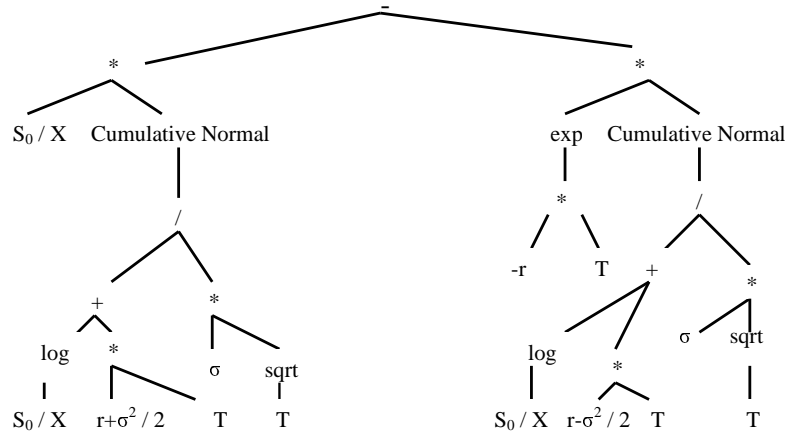 -
* *
S₀ / X Cumulative Normal exp Cumulative Normal
/ * /
-r T + *
+ *
log * σ sqrt log * σ sqrt
S₀ / X r+σ² / 2 T T S₀ / X r-σ² / 2 T T